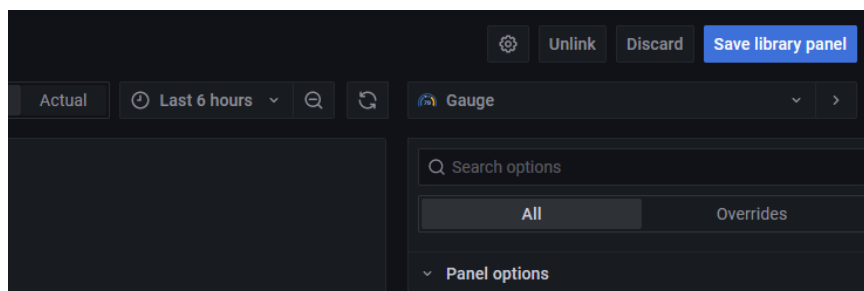 Unlink Discard Save library panel
Actual Last 6 hours Gauge
Search options
All Overrides
Panel options